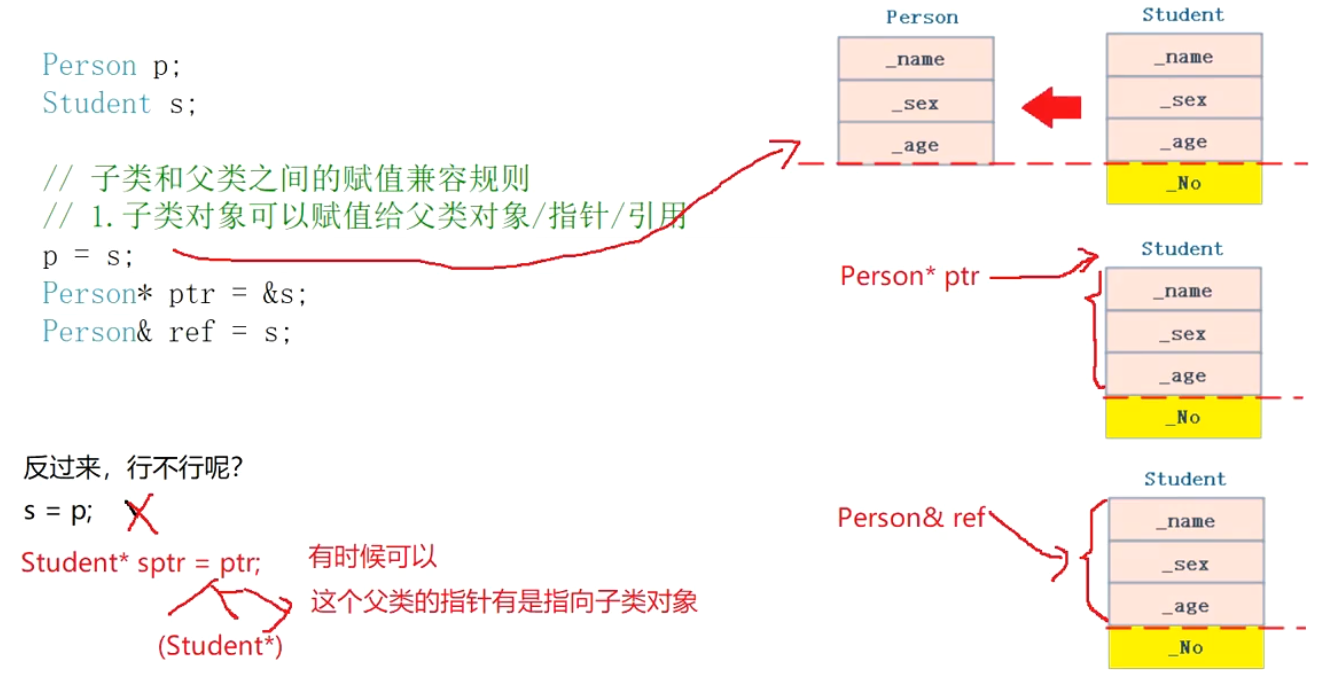 Person p;
Student s;
// 子类和父类之间的赋值兼容规则
// 1.子类对象可以赋值给父类对象/指针/引用
p = s;
Person* ptr = &s;
Person& ref = s;
反过来，行不行呢？
s = p;
Student* sptr = ptr;
有时候可以
这个父类的指针有是指向子类对象
(Student*)
Person
_name
_sex
_age
Student
_name
_sex
_age
_No
Person* ptr
Student
_name
_sex
_age
_No
Person& ref
Student
_name
_sex
_age
_No